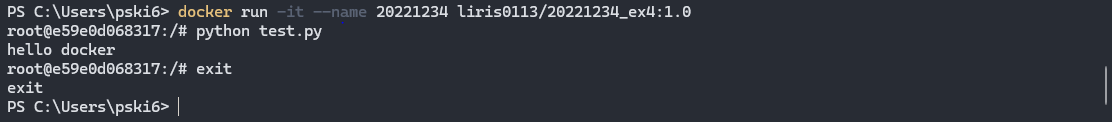 PS C:\Users\pski6> docker run -it --name 20221234 liris0113/20221234_ex4:1.0
root@e59e0d068317:/# python test.py
hello docker
root@e59e0d068317:/# exit
exit
PS C:\Users\pski6>